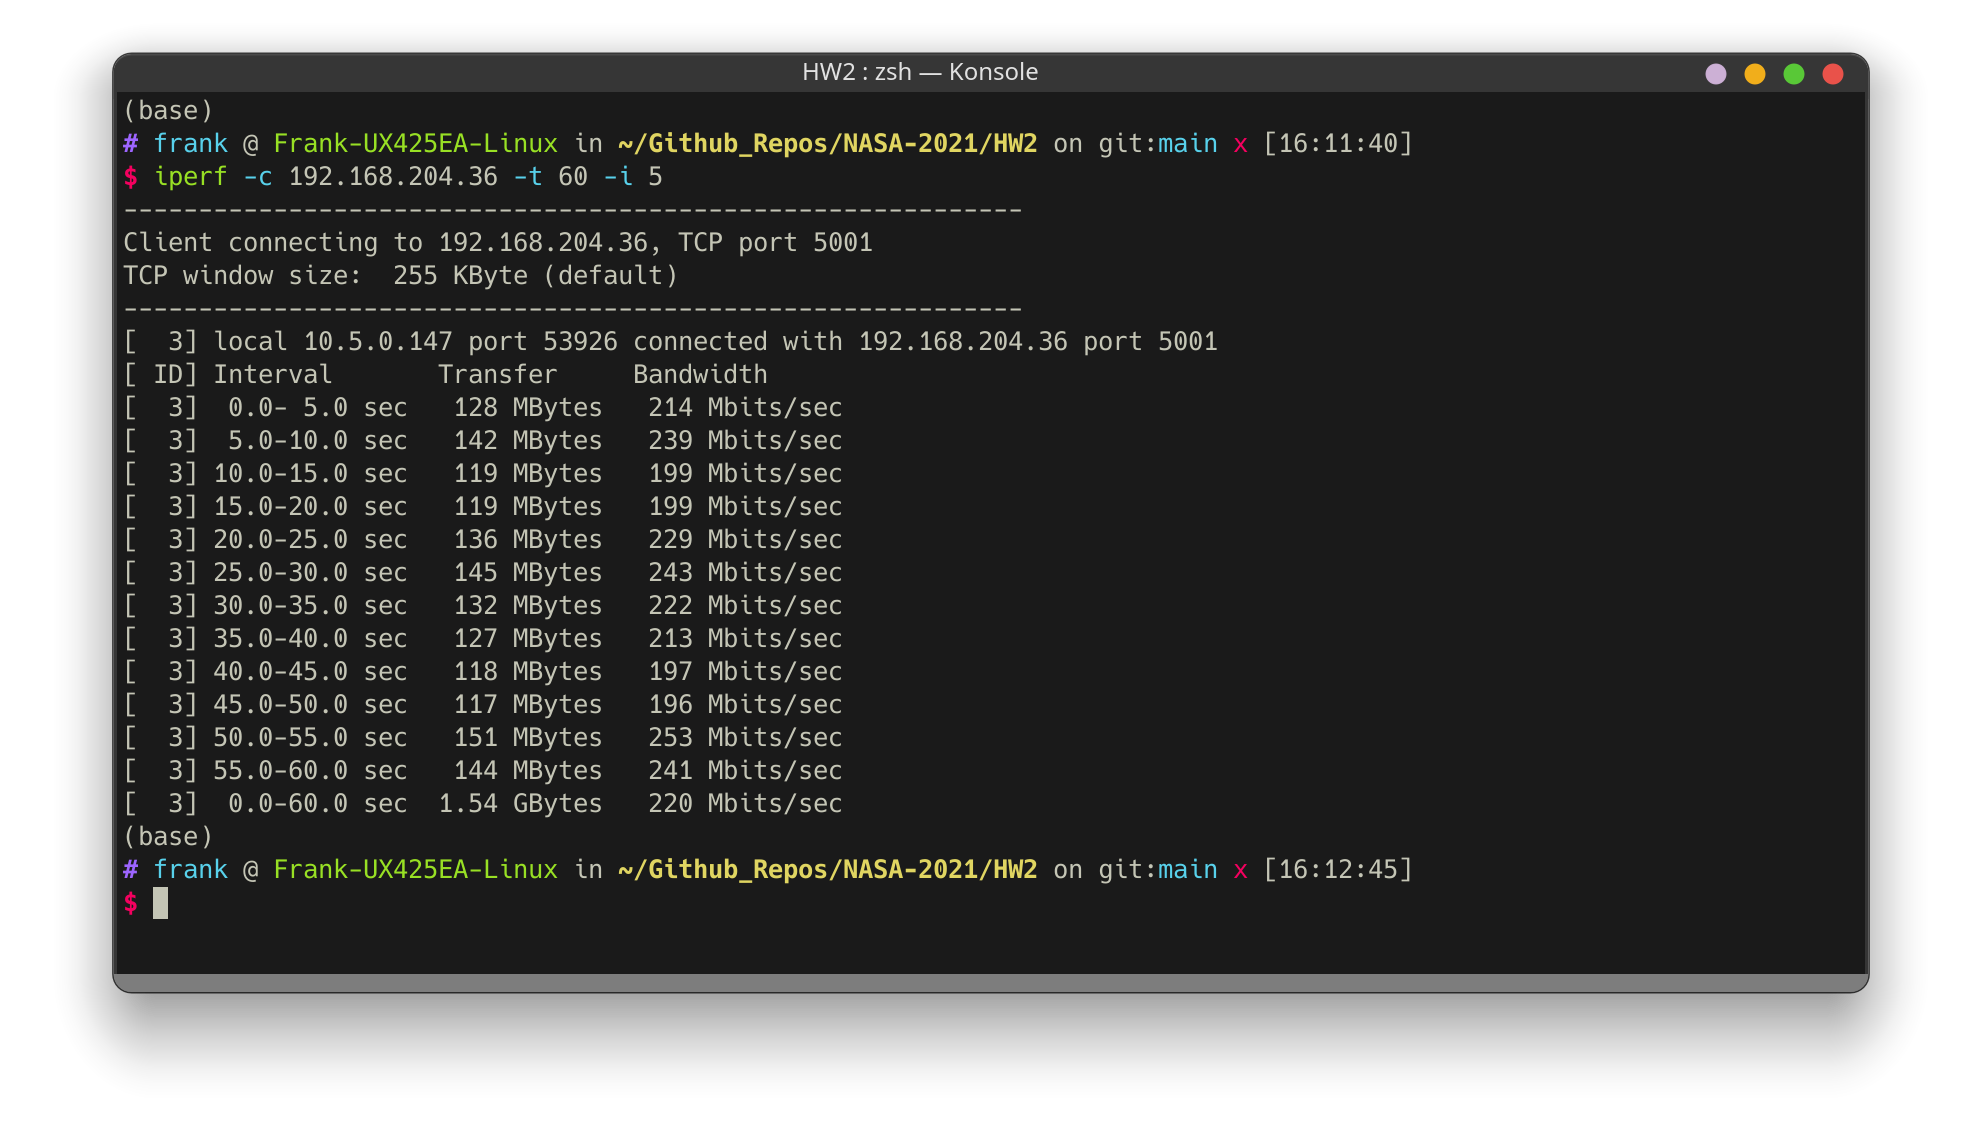 HW2 : zsh — Konsole
(base)
# frank @ Frank-UX425EA-Linux in ~/Github_Repos/NASA-2021/HW2 on git:main x [16:11:40]
$ iperf -c 192.168.204.36 -t 60 -i 5
------------------------------------------------------------
Client connecting to 192.168.204.36, TCP port 5001
TCP window size:  255 KByte (default)
------------------------------------------------------------
[  3] local 10.5.0.147 port 53926 connected with 192.168.204.36 port 5001
[ ID] Interval       Transfer     Bandwidth
[  3]  0.0- 5.0 sec   128 MBytes   214 Mbits/sec
[  3]  5.0-10.0 sec   142 MBytes   239 Mbits/sec
[  3] 10.0-15.0 sec   119 MBytes   199 Mbits/sec
[  3] 15.0-20.0 sec   119 MBytes   199 Mbits/sec
[  3] 20.0-25.0 sec   136 MBytes   229 Mbits/sec
[  3] 25.0-30.0 sec   145 MBytes   243 Mbits/sec
[  3] 30.0-35.0 sec   132 MBytes   222 Mbits/sec
[  3] 35.0-40.0 sec   127 MBytes   213 Mbits/sec
[  3] 40.0-45.0 sec   118 MBytes   197 Mbits/sec
[  3] 45.0-50.0 sec   117 MBytes   196 Mbits/sec
[  3] 50.0-55.0 sec   151 MBytes   253 Mbits/sec
[  3] 55.0-60.0 sec   144 MBytes   241 Mbits/sec
[  3]  0.0-60.0 sec  1.54 GBytes   220 Mbits/sec
(base)
# frank @ Frank-UX425EA-Linux in ~/Github_Repos/NASA-2021/HW2 on git:main x [16:12:45]
$